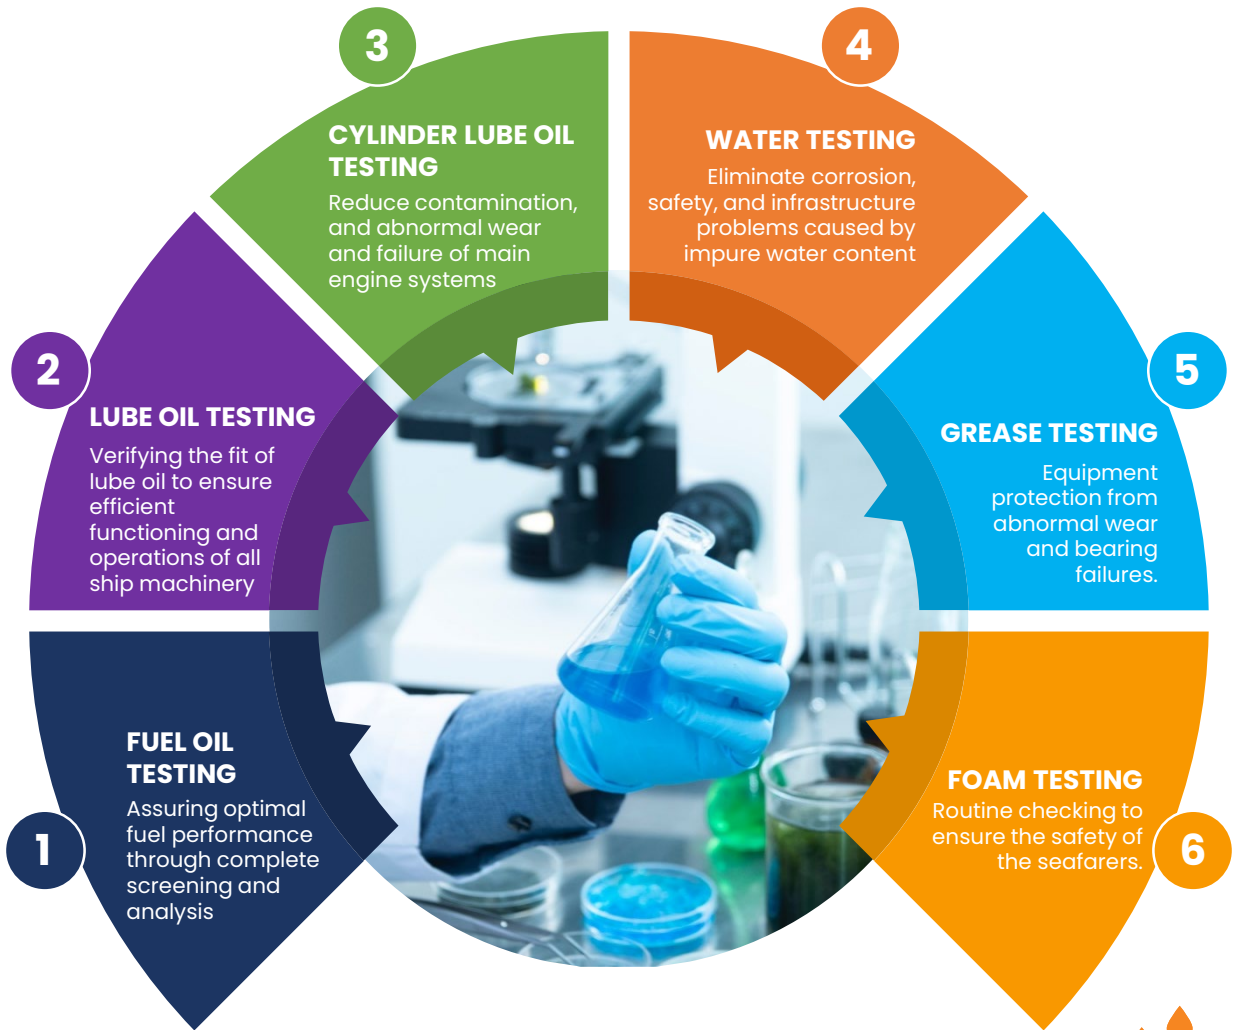 1
FUEL OIL
TESTING
Assuring optimal
fuel performance
through complete
screening and
analysis
2
LUBE OIL TESTING
Verifying the fit of
lube oil to ensure
efficient
functioning and
operations of all
ship machinery
3
CYLINDER LUBE OIL
TESTING
Reduce contamination,
and abnormal wear
and failure of main
engine systems
4
WATER TESTING
Eliminate corrosion,
safety, and infrastructure
problems caused by
impure water content
5
GREASE TESTING
Equipment
protection from
abnormal wear
and bearing
failures.
6
FOAM TESTING
Routine checking to
ensure the safety of
the seafarers.